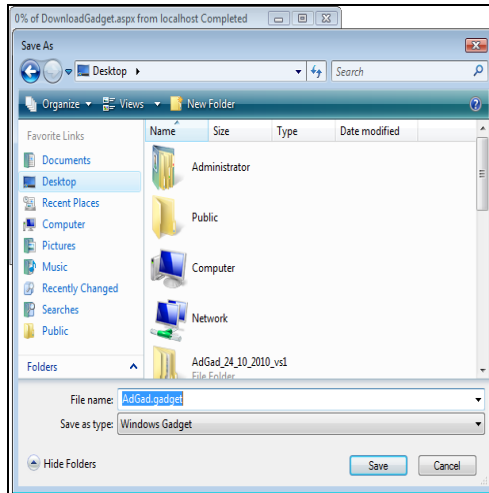 0% of DownloadGadget.aspx from localhost Completed
Save As
Desktop
Search
Organize Views New Folder
Favorite Links
Name Size Type Date modified
Documents
Desktop
Recent Places
Computer
Pictures
Music
Recently Changed
Searches
Public
Administrator
Public
Computer
Network
AdGad_24_10_2010_vs1
File Folder
Folders
File name: AdGad.gadget
Save as type: Windows Gadget
Hide Folders
Save Cancel